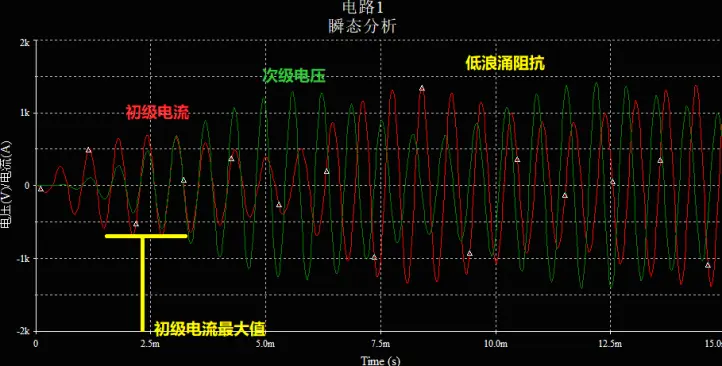 电路1
瞬态分析
2k
1k
0
-1k
-2k
电压(V)/电流(A)
初级电流
次级电压
低浪涌阻抗
初级电流最大值
0
2.5m
5.0m
7.5m
10.0m
12.5m
15.0m
Time (s)